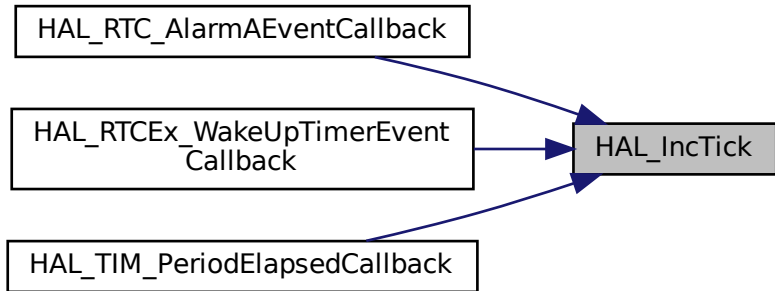 HAL_RTC_AlarmAEventCallback
HAL_RTCEx_WakeUpTimerEvent
Callback
HAL_IncTick
HAL_TIM_PeriodElapsedCallback